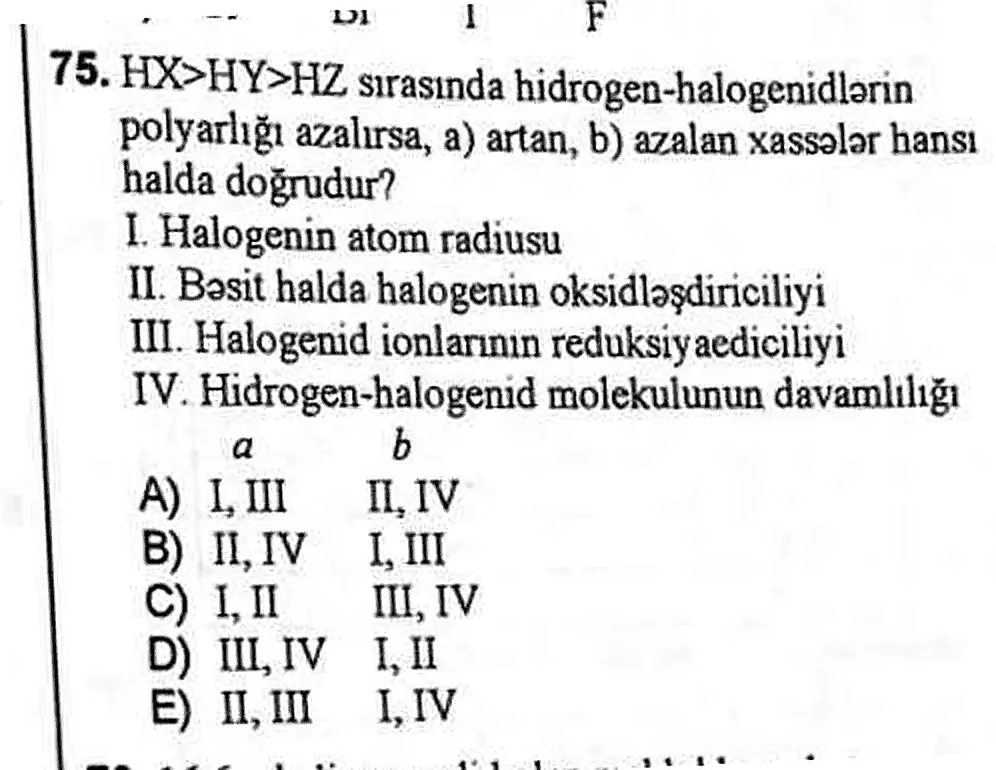 I F
75. HX>HY>HZ sırasında hidrogen-halogenidlərin
polyarlığı azalırsa, a) artan, b) azalan xassələr hansı
halda doğrudur?
I. Halogenin atom radiusu
II. Bəsit halda halogenin oksidləşdiriciliyi
III. Halogenid ionlarının reduksiyaediciliyi
IV. Hidrogen-halogenid molekulunun davamlılığı
a b
A) I, III II, IV
B) II, IV I, III
C) I, II III, IV
D) III, IV I, II
E) II, III I, IV